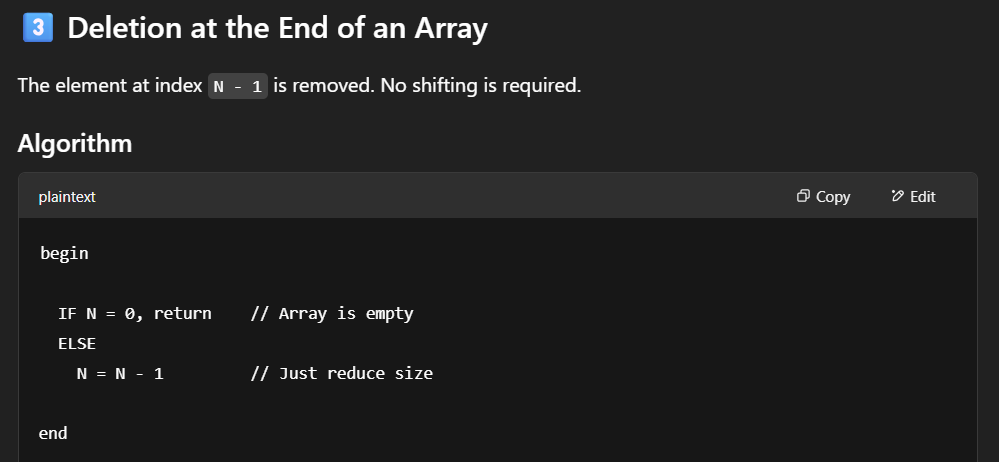 3 Deletion at the End of an Array
The element at index N - 1 is removed. No shifting is required.
Algorithm
plaintext Copy Edit
begin
IF N = 0, return // Array is empty
ELSE
N = N - 1 // Just reduce size
end